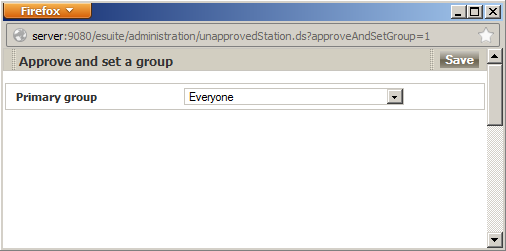 Firefox
server:9080/esuite/administration/unapprovedStation.ds?approveAndSetGroup=1
Approve and set a group
Save
Primary group
Everyone